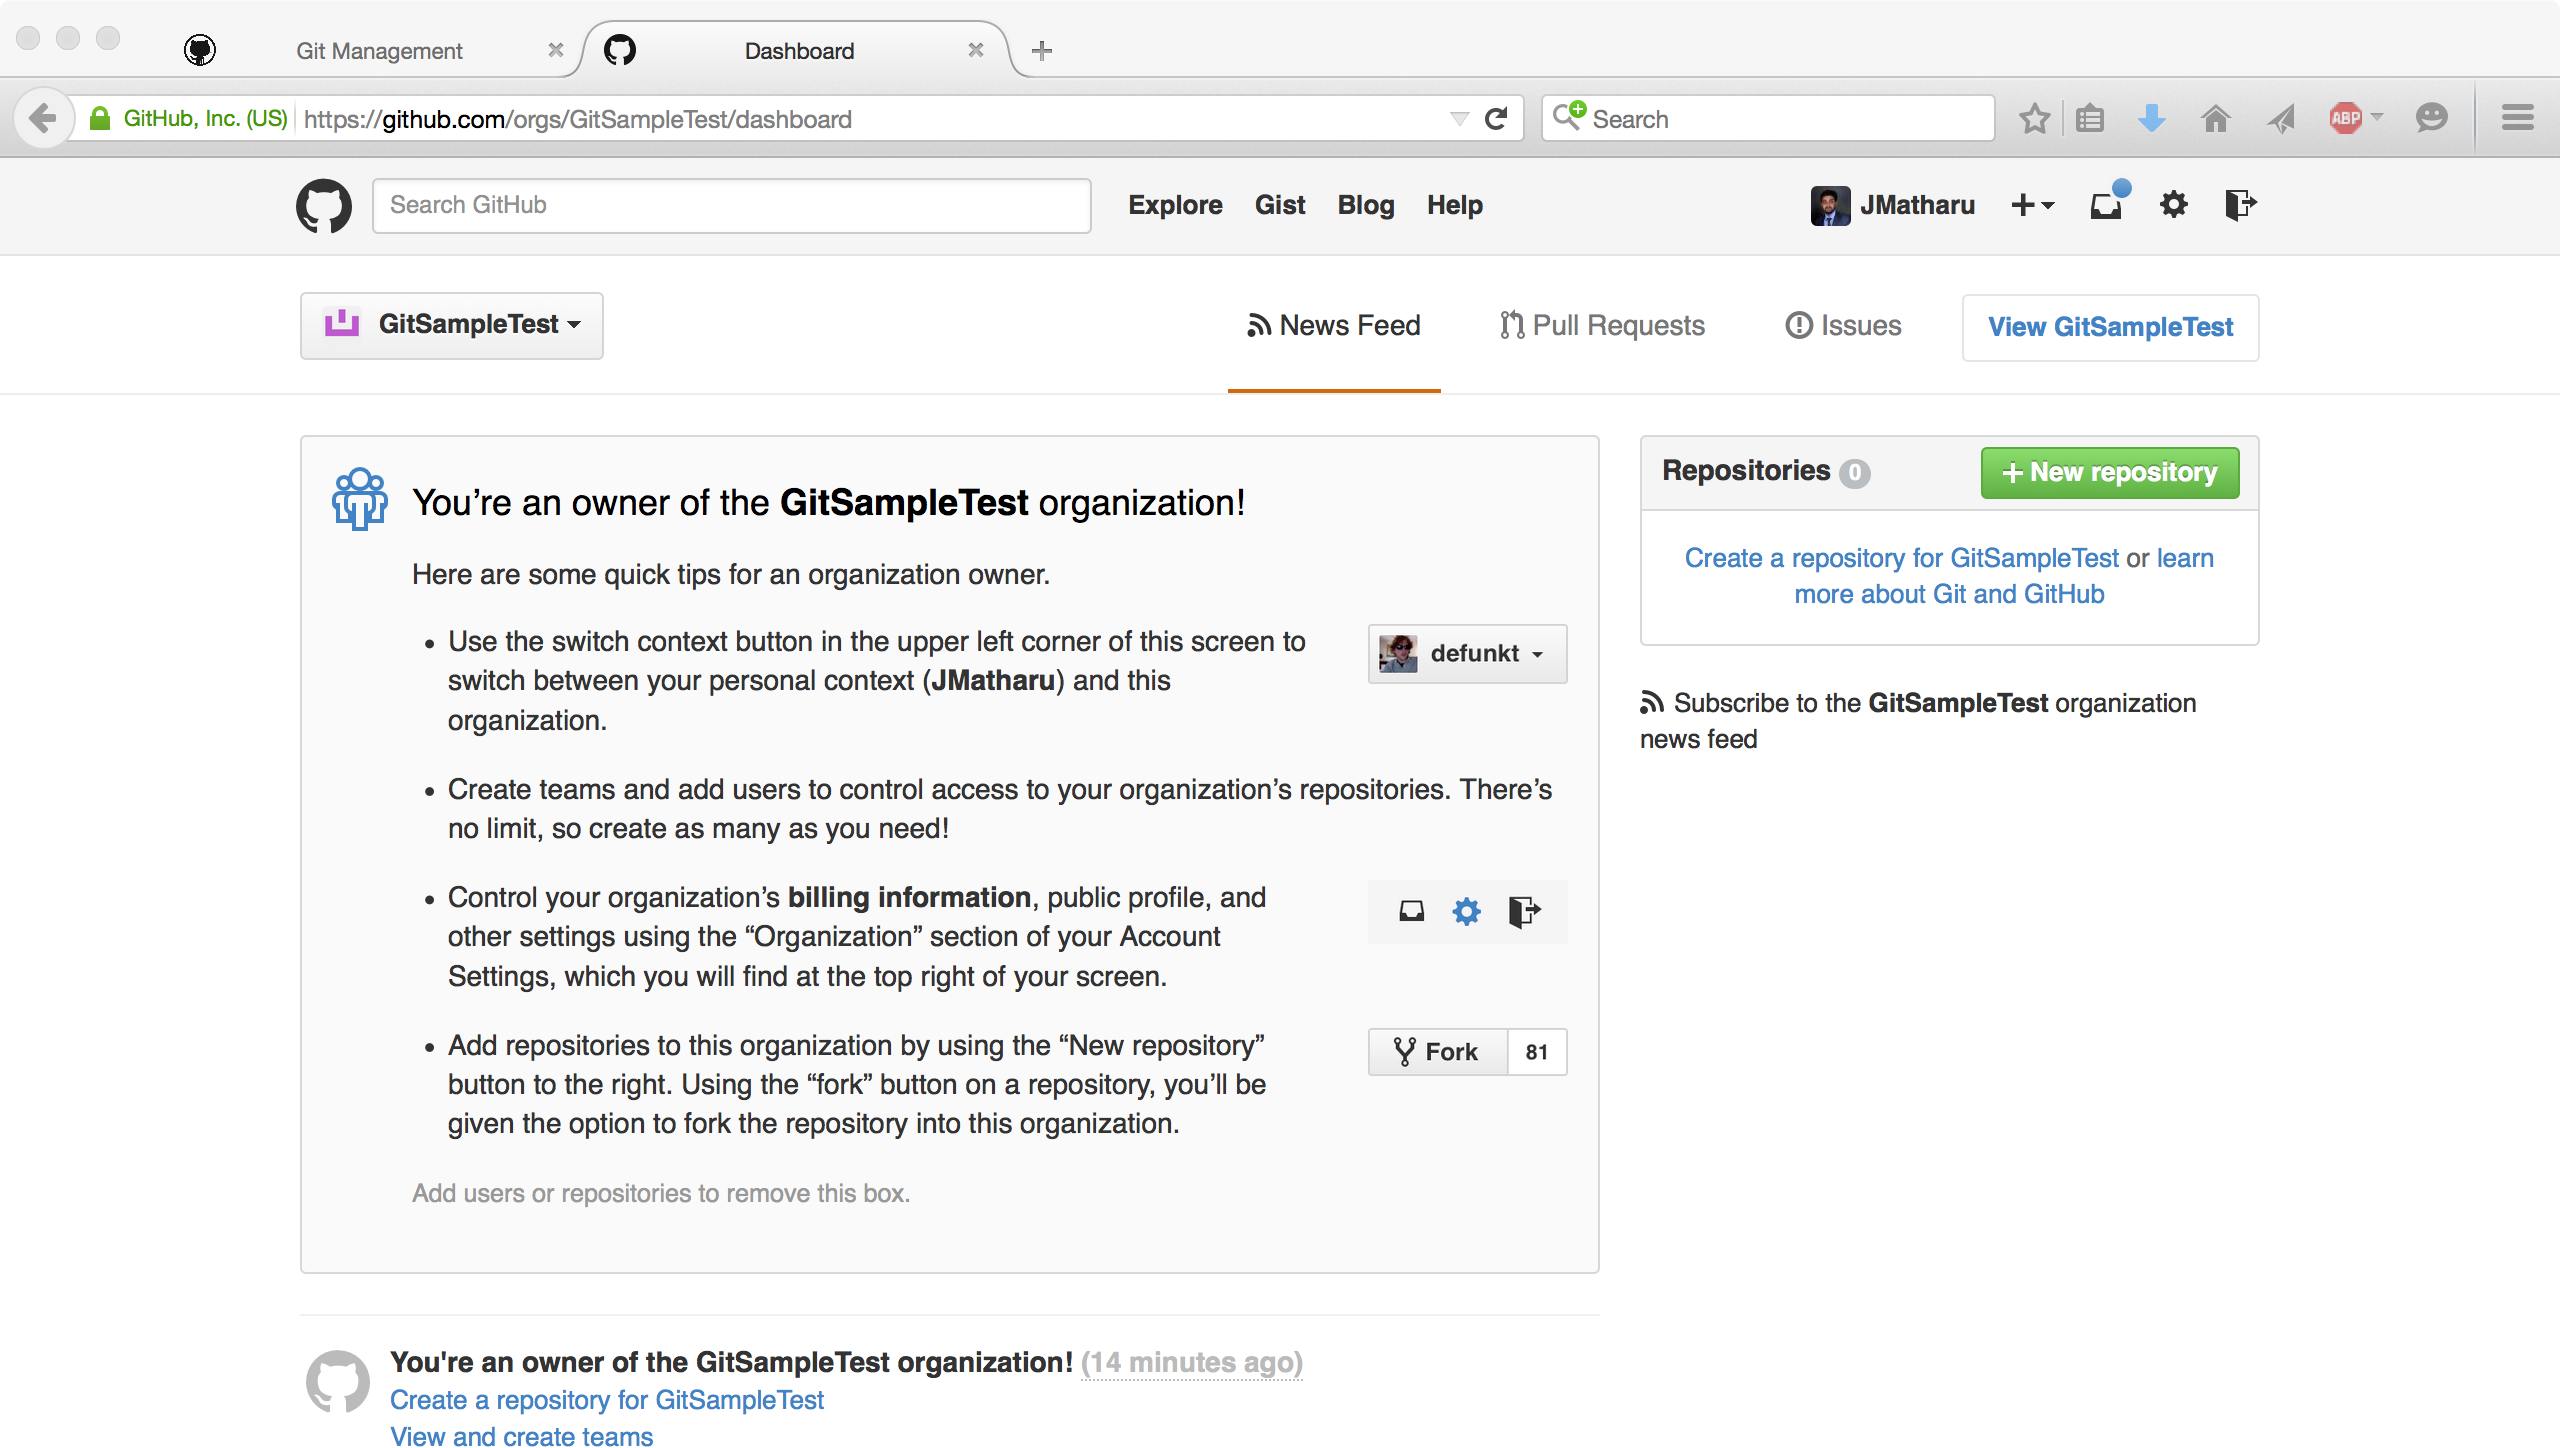 Git Management
Dashboard
GitHub, Inc. (US) https://github.com/orgs/GitSampleTest/dashboard
Search
ABP
Search GitHub
Explore Gist Blog Help
JMatharu
GitSampleTest
News Feed
Pull Requests
Issues
View GitSampleTest
You’re an owner of the GitSampleTest organization!
Here are some quick tips for an organization owner.
• Use the switch context button in the upper left corner of this screen to
switch between your personal context (JMatharu) and this
organization.
defunkt
• Create teams and add users to control access to your organization’s repositories. There’s
no limit, so create as many as you need!
• Control your organization’s billing information, public profile, and
other settings using the “Organization” section of your Account
Settings, which you will find at the top right of your screen.
• Add repositories to this organization by using the “New repository”
button to the right. Using the “fork” button on a repository, you’ll be
given the option to fork the repository into this organization.
Fork 81
Add users or repositories to remove this box.
Repositories 0
+ New repository
Create a repository for GitSampleTest or learn
more about Git and GitHub
Subscribe to the GitSampleTest organization
news feed
You're an owner of the GitSampleTest organization! (14 minutes ago)
Create a repository for GitSampleTest
View and create teams